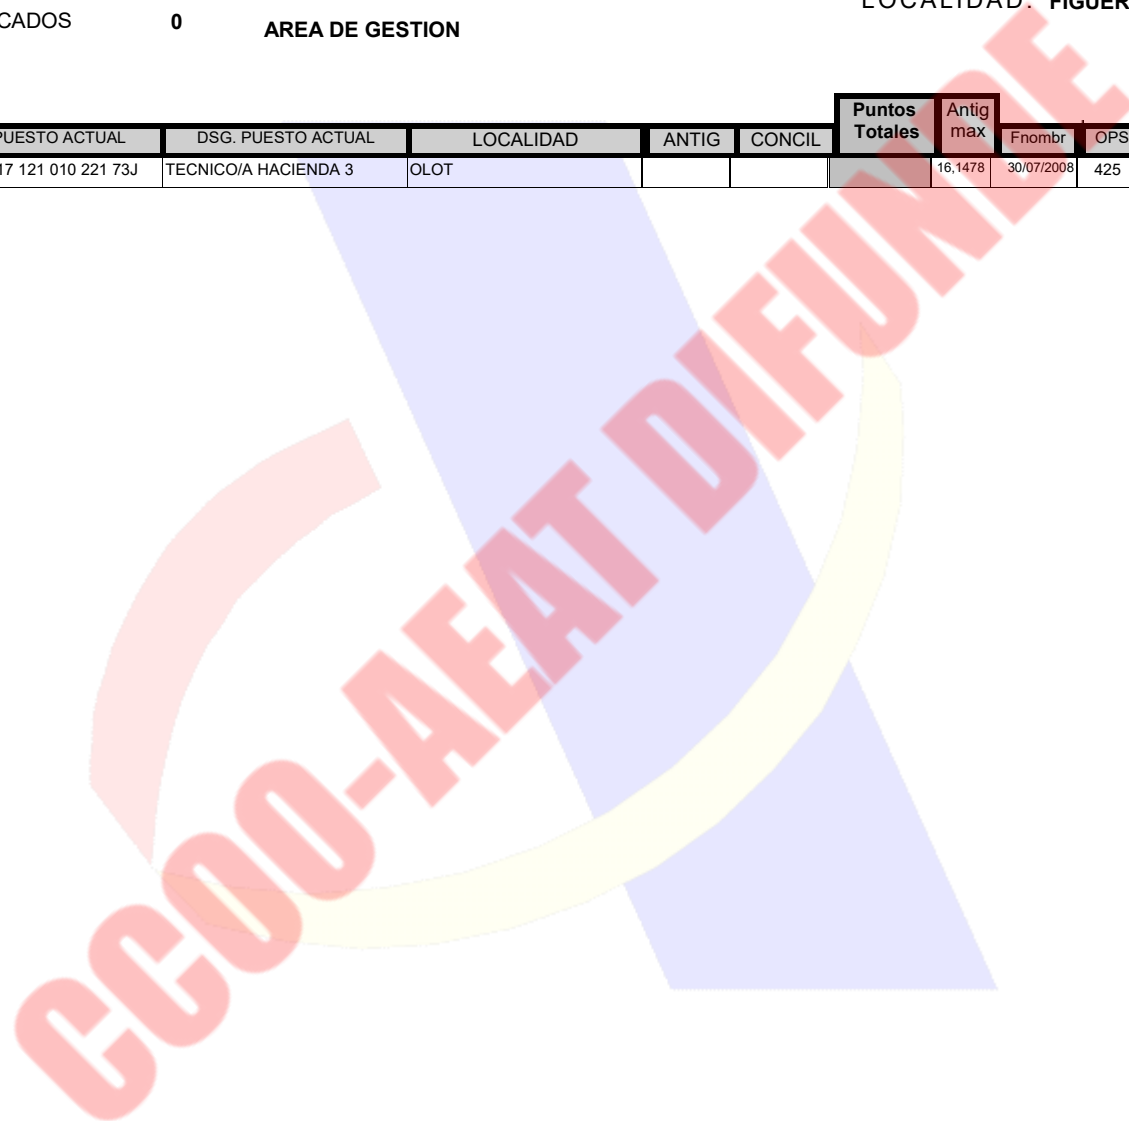 LOCALIDAD: FIGUER
CADOS 0 AREA DE GESTION
PUESTO ACTUAL DSG. PUESTO ACTUAL LOCALIDAD ANTIG CONCIL Puntos Totales Antig max Fnombr OPS
17 121 010 221 73J TECNICO/A HACIENDA 3 OLOT 16,1478 30/07/2008 425
CCOO-AEAT DIFUNDE